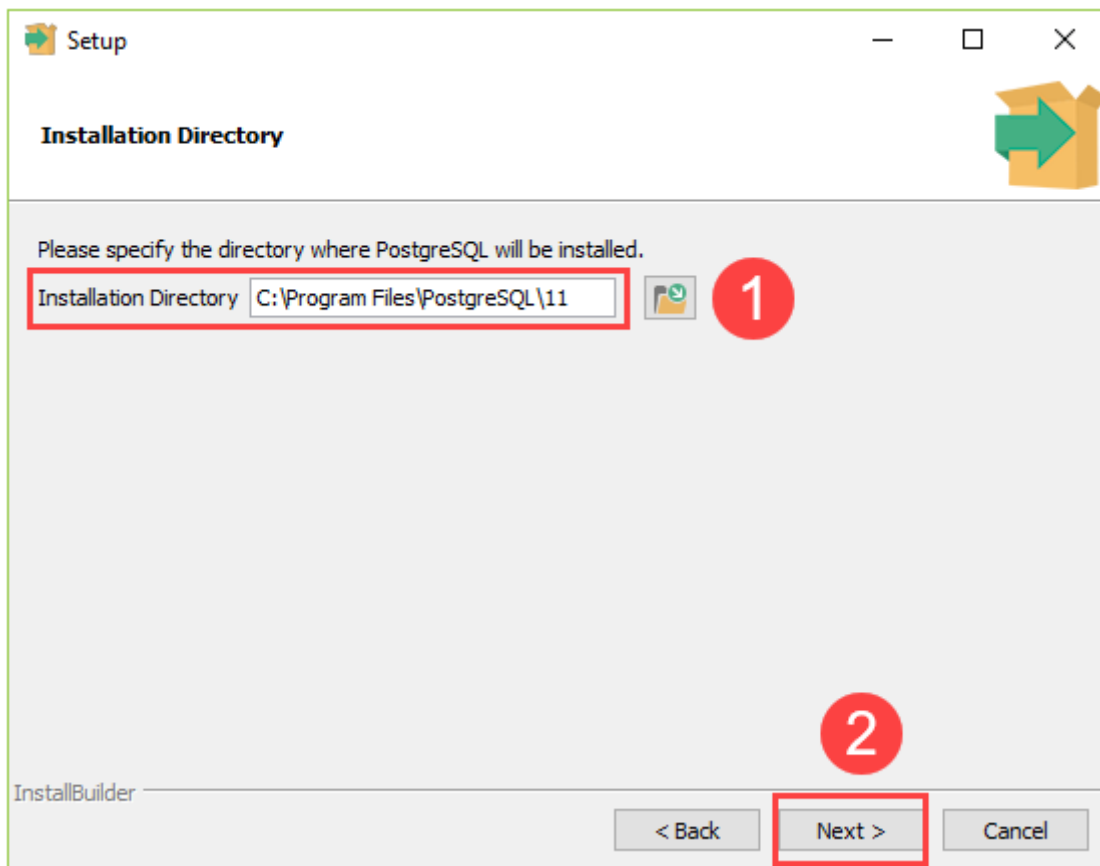 Setup
Installation Directory
Please specify the directory where PostgreSQL will be installed.
Installation Directory C:\Program Files\PostgreSQL\11
1
2
InstallBuilder
< Back Next > Cancel